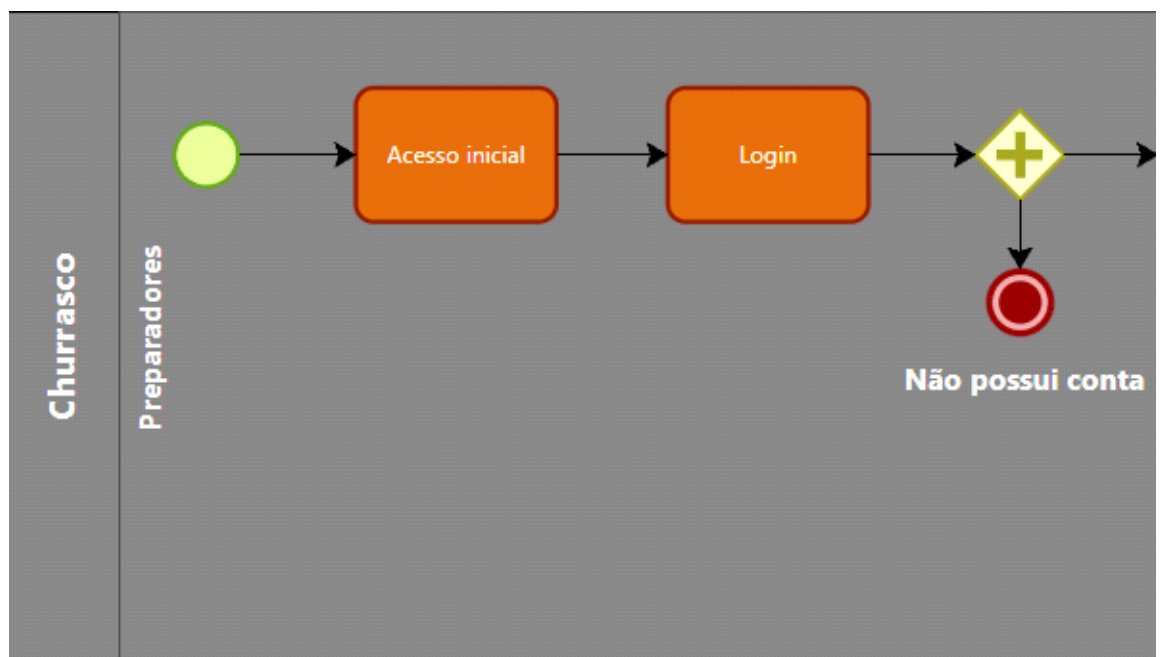 Churrasco
Preparadores
Acesso inicial
Login
Não possui conta